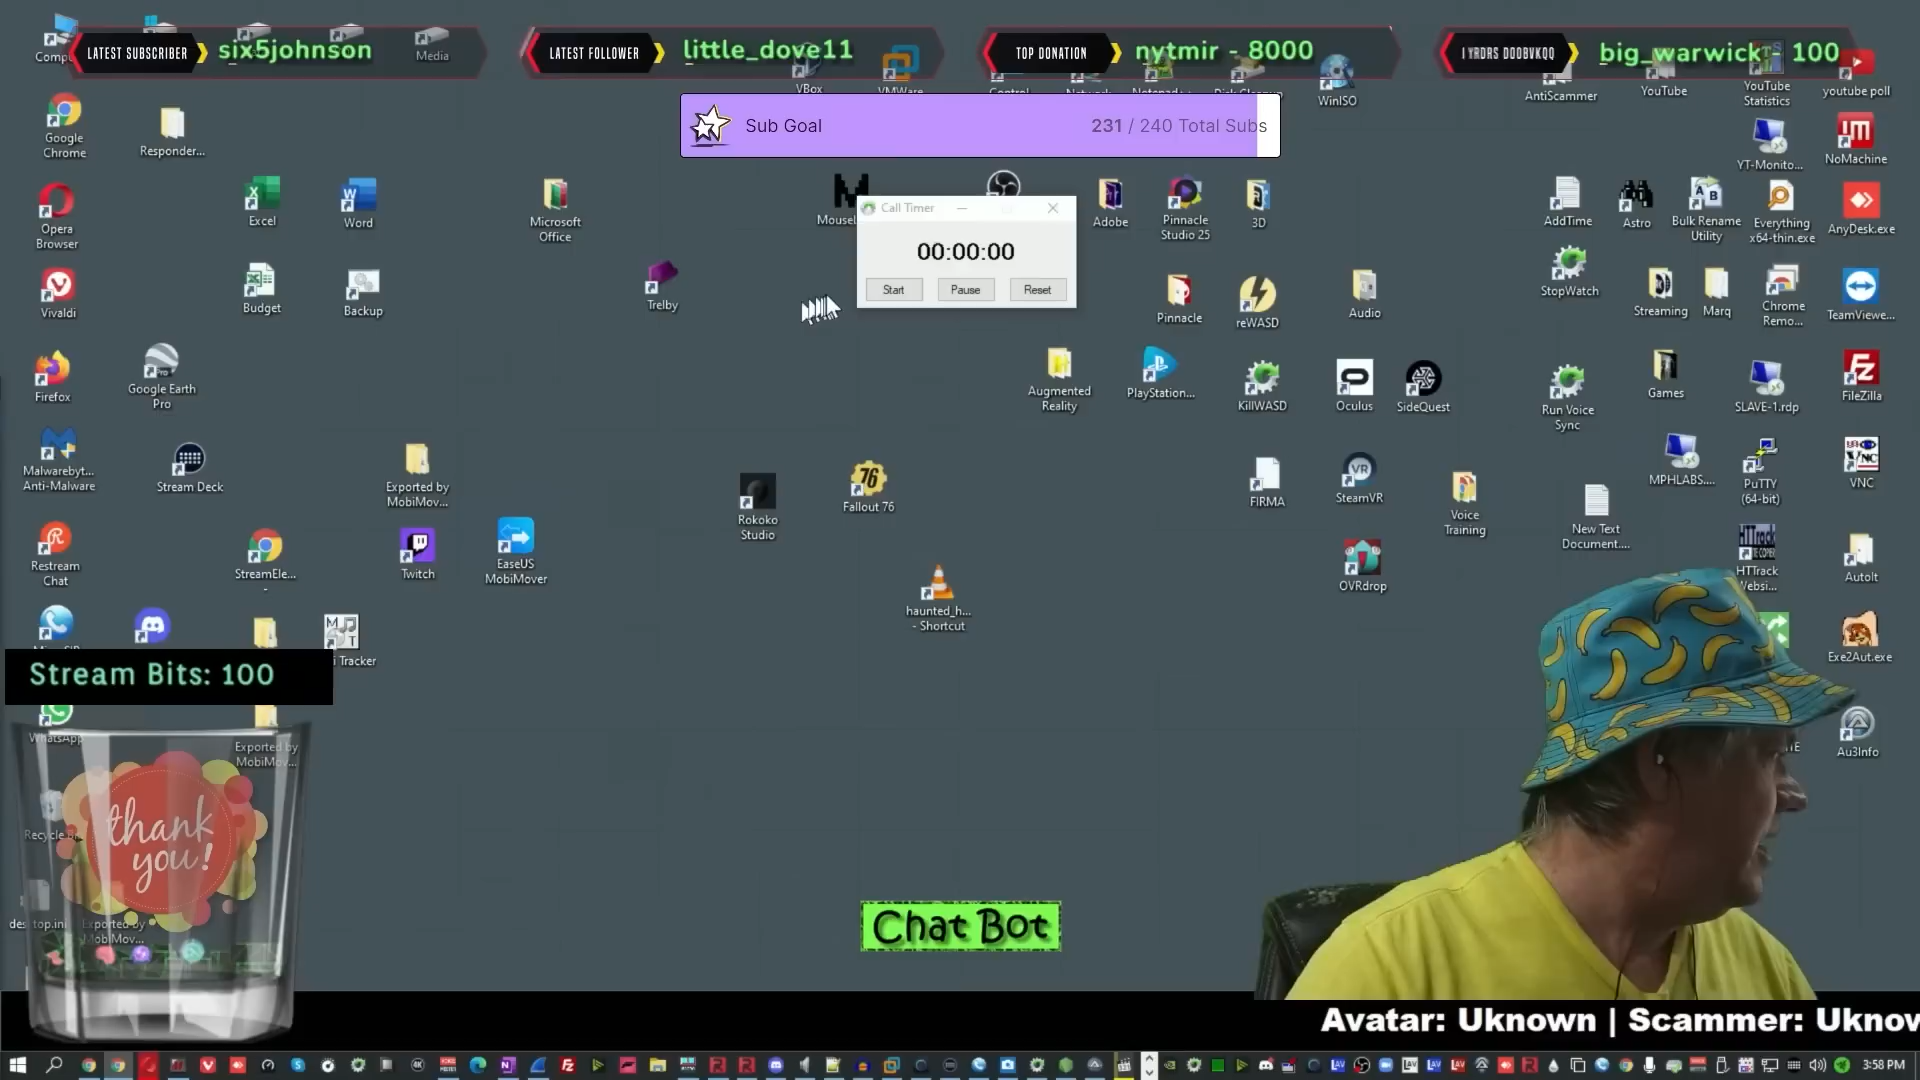 LATEST SUBSCRIBER six5johnson
LATEST FOLLOWER little_dove11
TOP DONATION nytmir - 8000
big_warwick - 100
Media
WinISO
AntiScammer
YouTube
YouTube
Statistics
youtube poll
Sub Goal
231 / 240 Total Subs
Google
Chrome
Responder...
YT-Monito...
NoMachine
Opera
Browser
Excel
Word
Microsoft
Office
Call Timer
00:00:00
Start
Pause
Reset
Adobe
Pinnacle
Studio 25
3D
AddTime
Astro
Bulk Rename
Utility
Everything
x64-thin.exe
AnyDesk.exe
Vivaldi
Budget
Backup
Trelby
Pinnacle
reWASD
Audio
StopWatch
Streaming
Marq
Chrome
Remo...
TeamViewe...
Firefox
Google Earth
Pro
Augmented
Reality
PlayStation...
KillWASD
Oculus
SideQuest
Run Voice
Sync
Games
SLAVE-1.rdp
FileZilla
Malwarebyt...
Anti-Malware
Stream Deck
Exported by
MobiMov...
Rokoko
Studio
76
Fallout 76
FIRMA
SteamVR
Voice
Training
New Text
Document....
MPHLABS....
PuTTY
(64-bit)
VNC
Restream
Chat
StreamEle...
Twitch
EaseUS
MobiMover
haunted_h...
- Shortcut
OVRdrop
HTTrack
Websi...
AutoIt
Tracker
Exe2Aut.exe
Stream Bits: 100
WhatsApp
Exported by
MobiMov...
Au3Info
thank
you!
Recycle
Exported by
MobiMov...
Chat Bot
Avatar: Uknown | Scammer: Uknow
3:58 PM